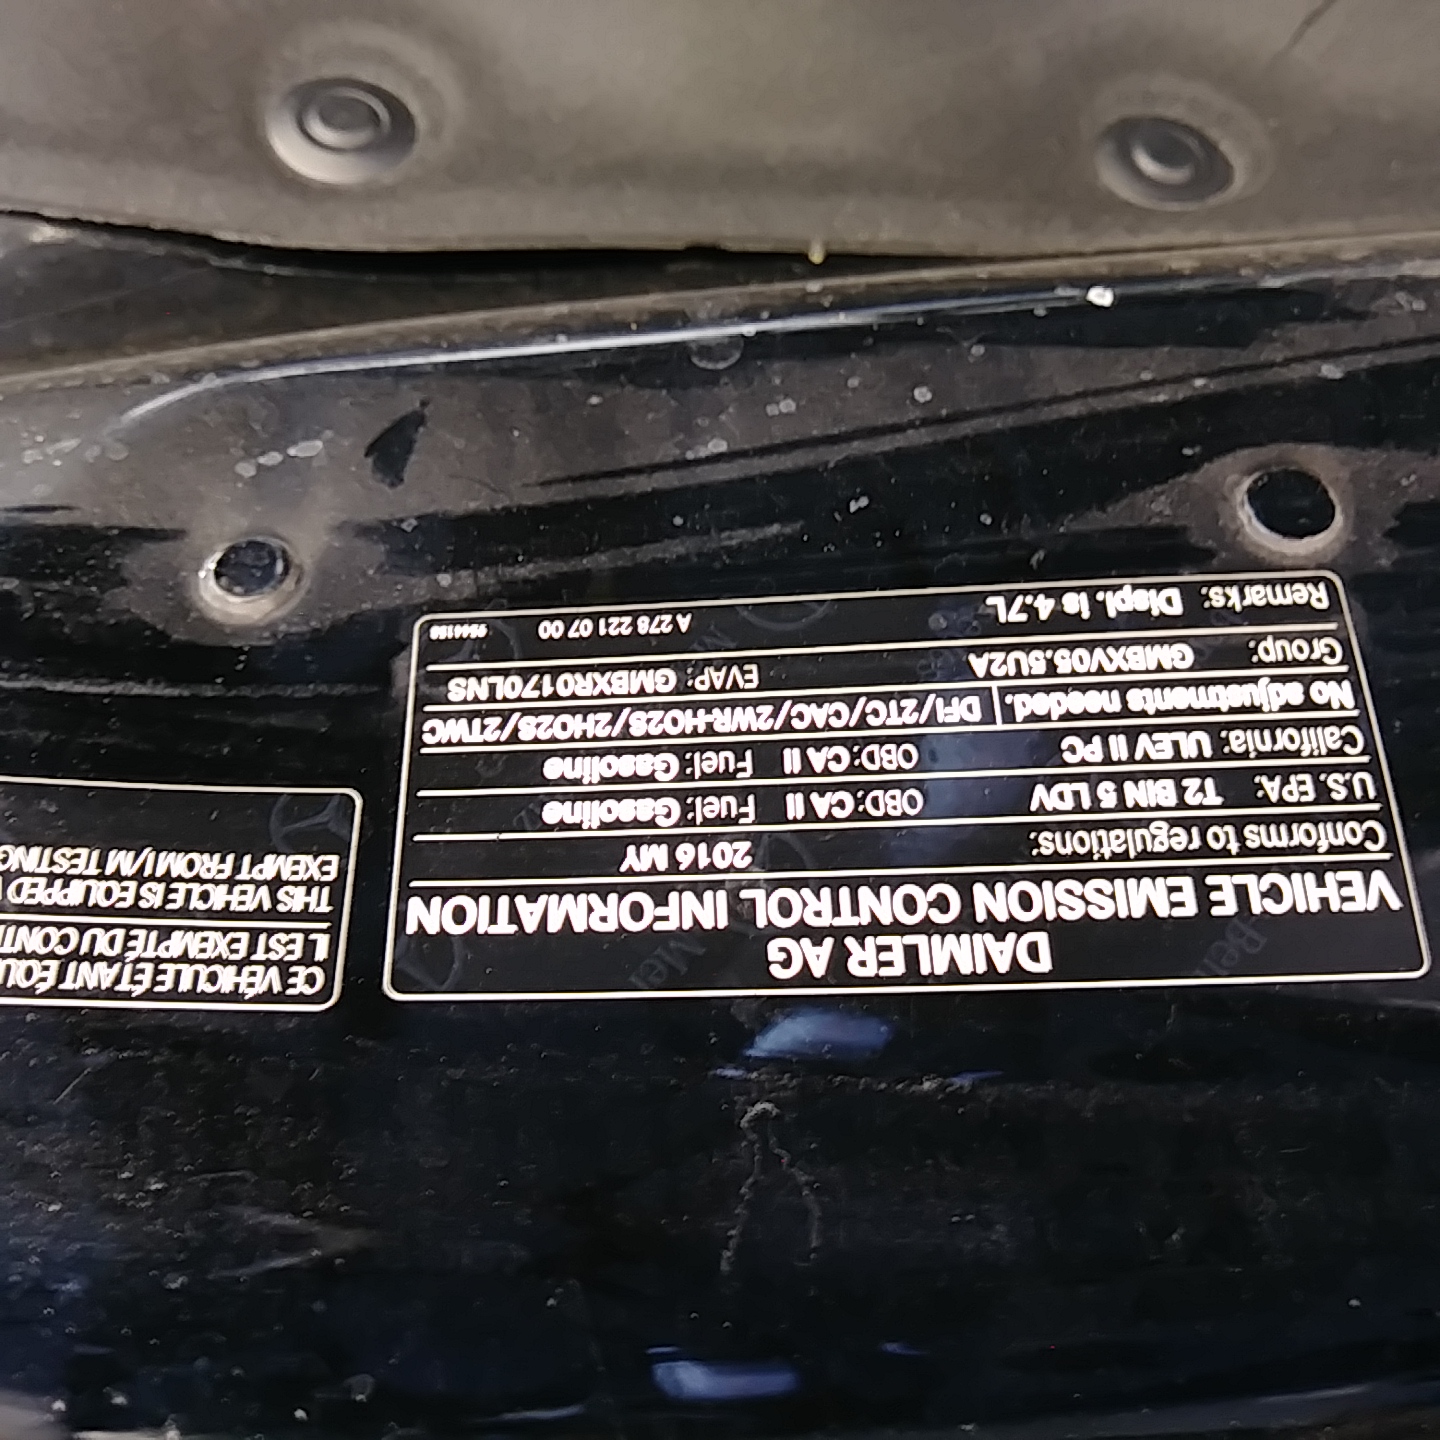 DAIMLER AG
VEHICLE EMISSION CONTROL INFORMATION
Conforms to regulations: 2016 MY
U.S. EPA: T2 BIN 5 LDV OBD: CA II Fuel: Gasoline
California: ULEV II PC OBD: CA II Fuel: Gasoline
No adjustments needed. DFI/2TC/CAC/2WR-HO2S/2HO2S/2TWC
Group: GMBXV05.5U2A EVAP: GMBXR0170LNS
Remarks: Displ. is 4.7L A 278 221 07 00
CE VÉHICULE ÉTANT ÉQU
IL EST EXEMPTÉ DU CONT
THIS VEHICLE IS EQUIPPED
EXEMPT FROM I/M TESTING